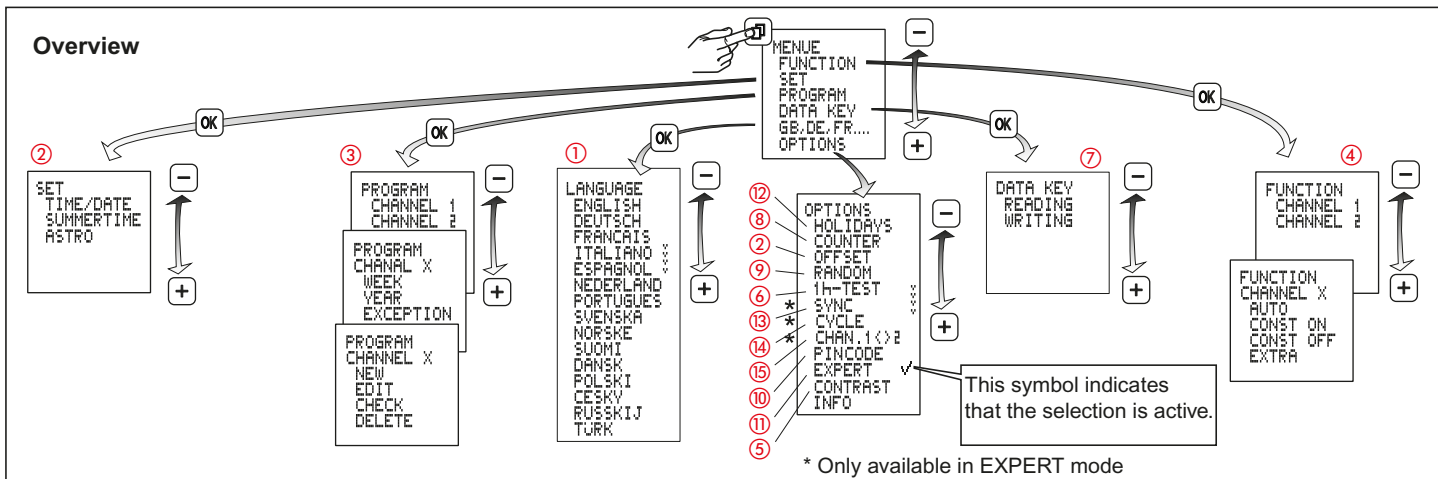 Overview
MENUE
FUNCTION
SET
PROGRAM
DATA KEY
GB,DE,FR....
OPTIONS
−
+
OK
OK
OK
OK
OK
②
SET
TIME/DATE
SUMMERTIME
ASTRO
−
+
③
PROGRAM
CHANNEL 1
CHANNEL 2
PROGRAM
CHANAL X
WEEK
YEAR
EXCEPTION
PROGRAM
CHANNEL X
NEW
EDIT
CHECK
DELETE
−
+
①
LANGUAGE
ENGLISH
DEUTSCH
FRANCAIS
ITALIANO
ESPAGNOL
NEDERLAND
PORTUGUES
SVENSKA
NORSKE
SUOMI
DANSK
POLSKI
CESKY
RUSSKIJ
TURK
−
+
OPTIONS
⑫ HOLIDAYS
⑧ COUNTER
② OFFSET
⑨ RANDOM
⑥ 1h-TEST
⑬ * SYNC
⑭ * CYCLE
⑮ * CHAN.1<>2
⑩ PINCODE
⑪ EXPERT ✓
⑤ CONTRAST
INFO
−
+
This symbol indicates
that the selection is active.
* Only available in EXPERT mode
⑦
DATA KEY
READING
WRITING
−
+
④
FUNCTION
CHANNEL 1
CHANNEL 2
FUNCTION
CHANNEL X
AUTO
CONST ON
CONST OFF
EXTRA
−
+